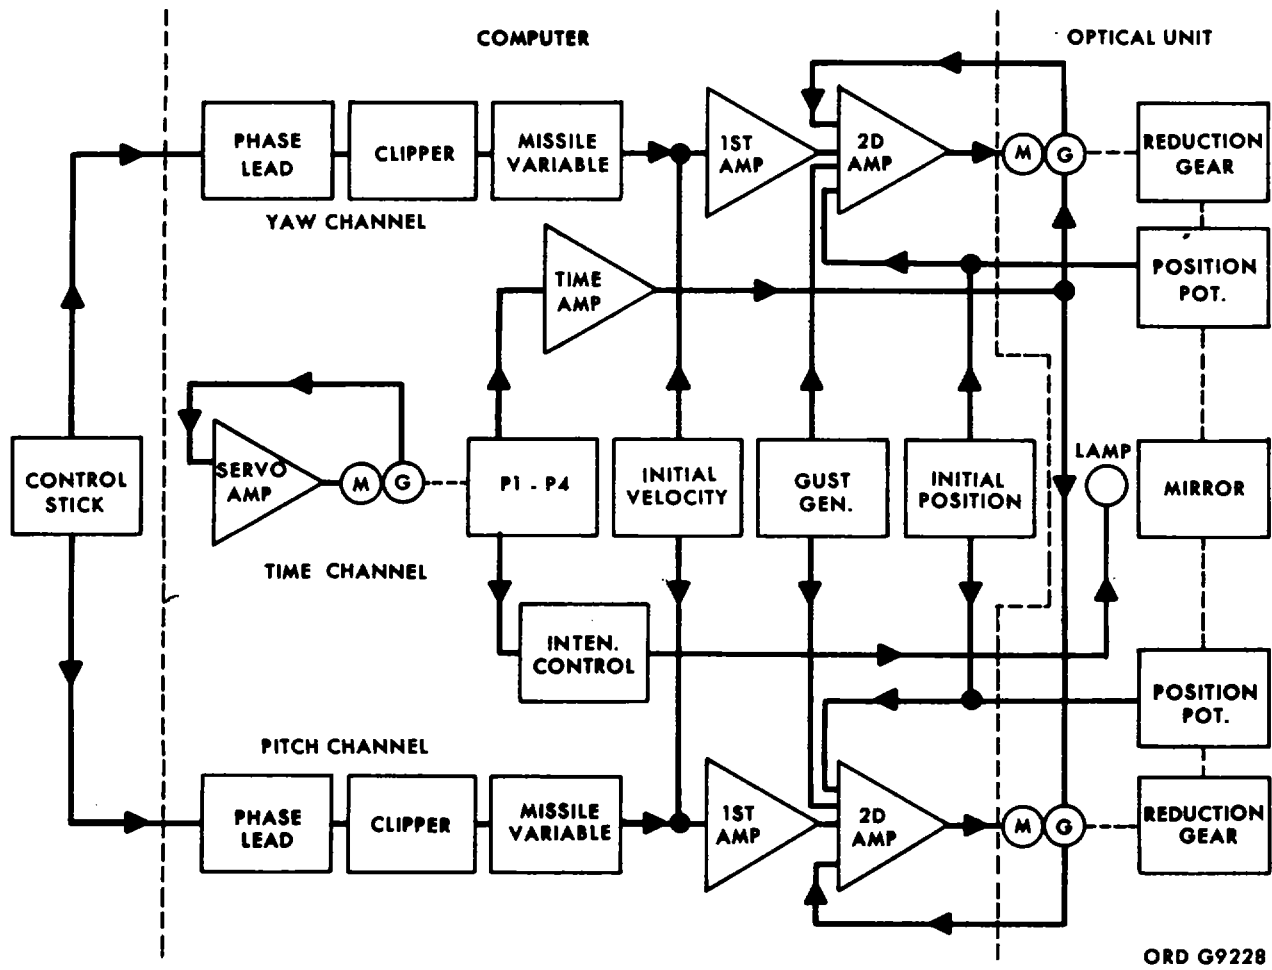 COMPUTER
OPTICAL UNIT
PHASE
LEAD
CLIPPER
MISSILE
VARIABLE
1ST
AMP
2D
AMP
M
G
REDUCTION
GEAR
YAW CHANNEL
TIME
AMP
POSITION
POT.
CONTROL
STICK
SERVO
AMP
M
G
P1 - P4
INITIAL
VELOCITY
GUST
GEN.
INITIAL
POSITION
LAMP
MIRROR
TIME CHANNEL
INTEN.
CONTROL
POSITION
POT.
PITCH CHANNEL
PHASE
LEAD
CLIPPER
MISSILE
VARIABLE
1ST
AMP
2D
AMP
M
G
REDUCTION
GEAR
ORD G9228